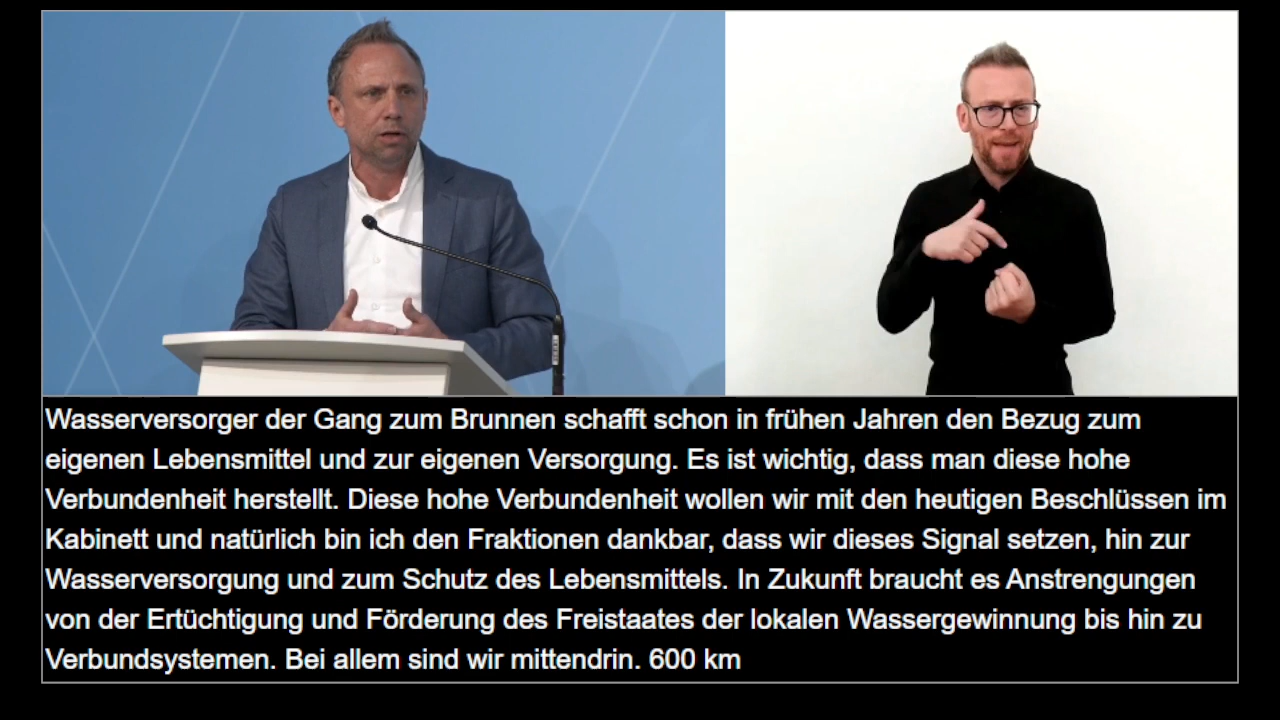 Wasserversorger der Gang zum Brunnen schafft schon in frühen Jahren den Bezug zum
eigenen Lebensmittel und zur eigenen Versorgung. Es ist wichtig, dass man diese hohe
Verbundenheit herstellt. Diese hohe Verbundenheit wollen wir mit den heutigen Beschlüssen im
Kabinett und natürlich bin ich den Fraktionen dankbar, dass wir dieses Signal setzen, hin zur
Wasserversorgung und zum Schutz des Lebensmittels. In Zukunft braucht es Anstrengungen
von der Ertüchtigung und Förderung des Freistaates der lokalen Wassergewinnung bis hin zu
Verbundsystemen. Bei allem sind wir mittendrin. 600 km